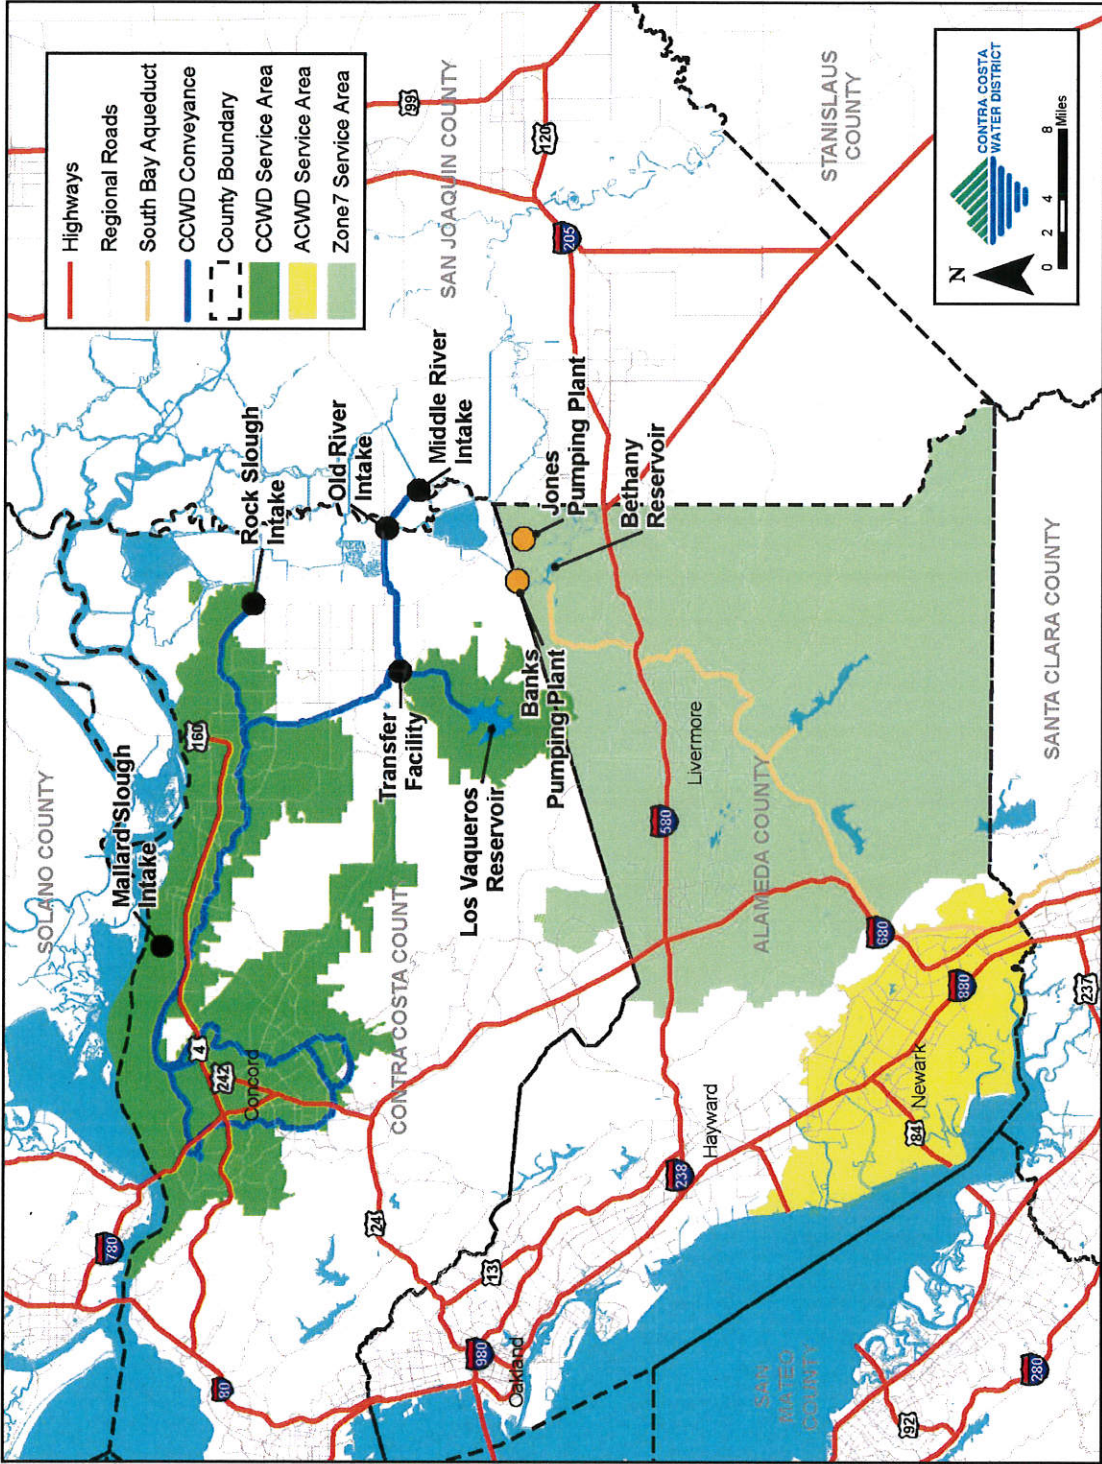 Highways
Regional Roads
South Bay Aqueduct
CCWD Conveyance
County Boundary
CCWD Service Area
ACWD Service Area
Zone7 Service Area
SOLANO COUNTY
Mallard Slough
Intake
160
Rock Slough
Intake
Old River
Intake
Middle River
Intake
99
SAN JOAQUIN COUNTY
120
205
780
80
4
242
Concord
CONTRA COSTA COUNTY
24
Transfer
Facility
Los Vaqueros
Reservoir
Banks
Pumping Plant
Jones
Pumping Plant
Bethany
Reservoir
STANISLAUS
COUNTY
13
980
Oakland
238
Hayward
580
Livermore
ALAMEDA COUNTY
680
880
84
Newark
237
SANTA CLARA COUNTY
SAN
MATEO
COUNTY
92
280
N
CONTRA COSTA
WATER DISTRICT
0 2 4 8
Miles